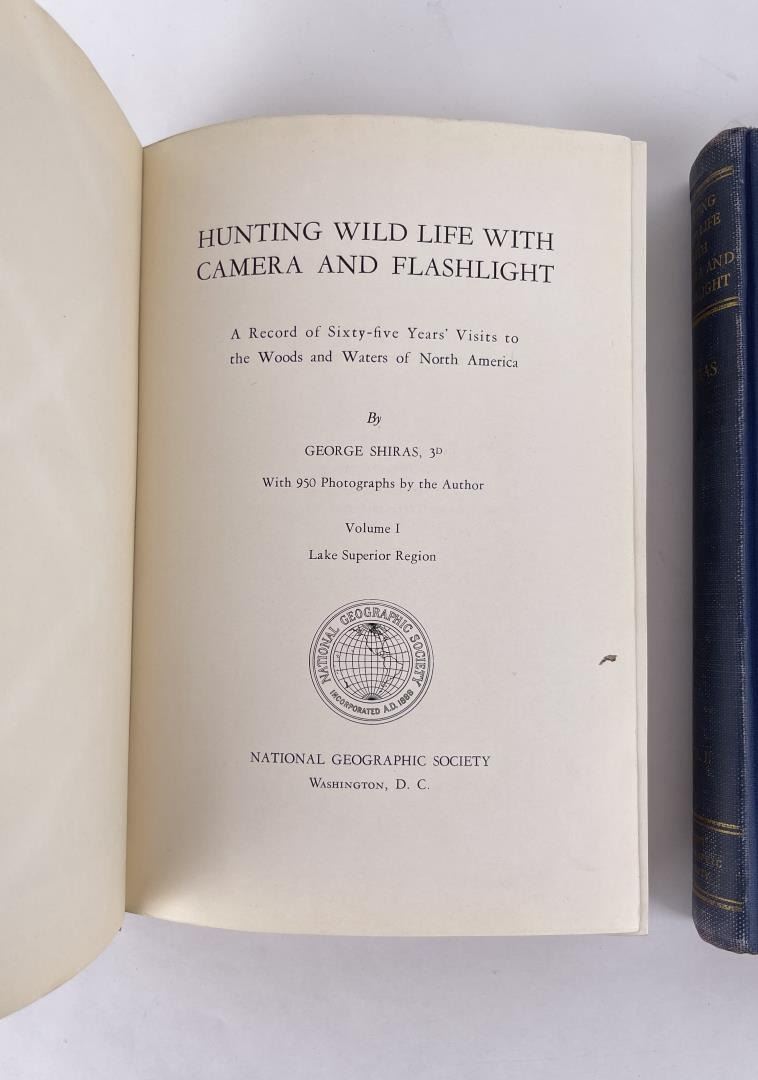 HUNTING WILD LIFE WITH
CAMERA AND FLASHLIGHT
A Record of Sixty-five Years' Visits to
the Woods and Waters of North America
By
GEORGE SHIRAS, 3D
With 950 Photographs by the Author
Volume I
Lake Superior Region
NATIONAL GEOGRAPHIC SOCIETY
INCORPORATED A.D. 1888
NATIONAL GEOGRAPHIC SOCIETY
WASHINGTON, D. C.
LIFE
AND